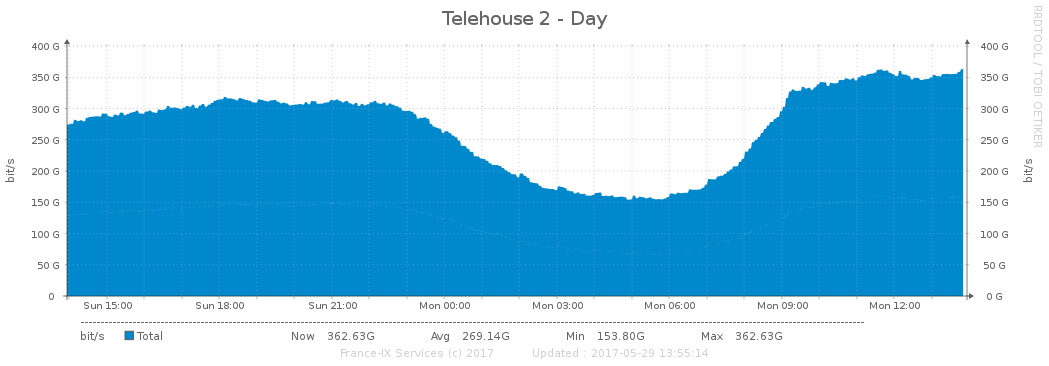 Telehouse 2 - Day
RRDTOOL / TOBI OETIKER
400 G 400 G
350 G 350 G
300 G 300 G
250 G 250 G
200 G 200 G
150 G 150 G
100 G 100 G
50 G 50 G
0 0 G
bit/s bit/s
Sun 15:00 Sun 18:00 Sun 21:00 Mon 00:00 Mon 03:00 Mon 06:00 Mon 09:00 Mon 12:00
bit/s Total Now 362.63G Avg 269.14G Min 153.80G Max 362.63G
France-IX Services (c) 2017 Updated : 2017-05-29 13:55:14